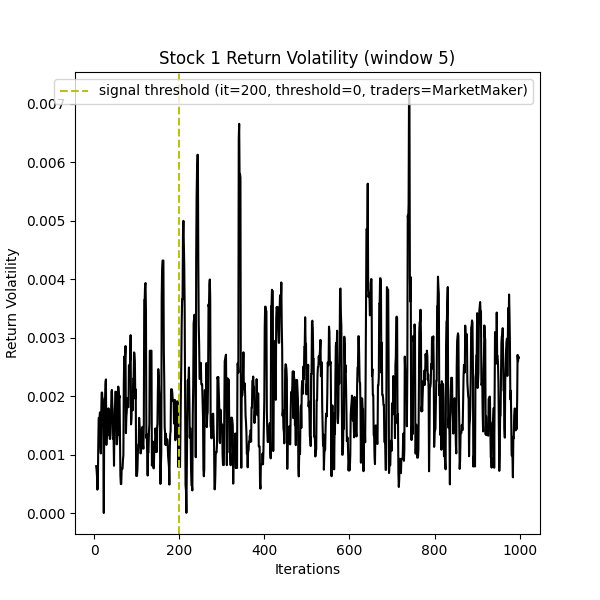 Stock 1 Return Volatility (window 5)
signal threshold (it=200, threshold=0, traders=MarketMaker)
0.007
0.006
0.005
0.004
0.003
0.002
0.001
0.000
Return Volatility
0 200 400 600 800 1000
Iterations